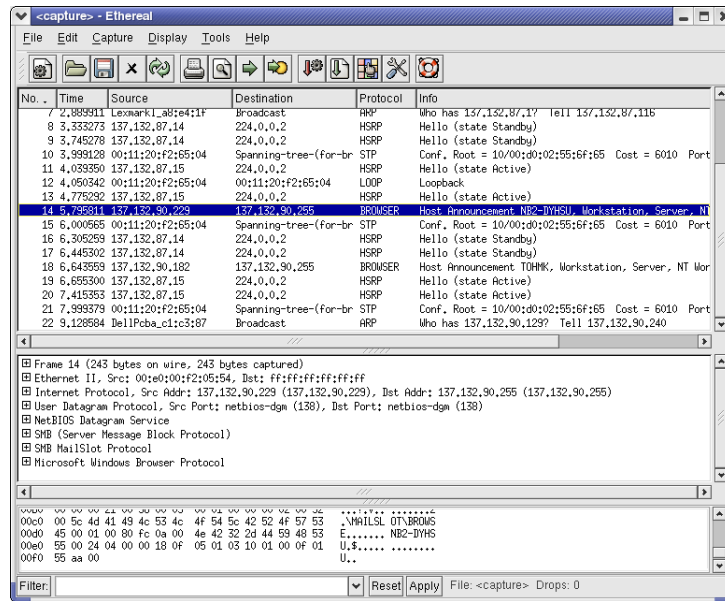 <capture> - Ethereal
File Edit Capture Display Tools Help
No. . Time Source Destination Protocol Info
7 2.889911 Lexmark1_a8:e4:1f Broadcast ARP Who has 137.132.87.1? Tell 137.132.87.116
8 3.333273 137.132.87.14 224.0.0.2 HSRP Hello (state Standby)
9 3.745278 137.132.87.14 224.0.0.2 HSRP Hello (state Standby)
10 3.999128 00:11:20:f2:65:04 Spanning-tree-(for-br STP Conf. Root = 10/00:d0:02:55:6f:65 Cost = 6010 Port
11 4.039350 137.132.87.15 224.0.0.2 HSRP Hello (state Active)
12 4.050342 00:11:20:f2:65:04 00:11:20:f2:65:04 LOOP Loopback
13 4.775292 137.132.87.15 224.0.0.2 HSRP Hello (state Active)
14 5.795811 137.132.90.229 137.132.90.255 BROWSER Host Announcement NB2-DYHSU, Workstation, Server, NT
15 6.000565 00:11:20:f2:65:04 Spanning-tree-(for-br STP Conf. Root = 10/00:d0:02:55:6f:65 Cost = 6010 Port
16 6.305259 137.132.87.14 224.0.0.2 HSRP Hello (state Standby)
17 6.445302 137.132.87.14 224.0.0.2 HSRP Hello (state Standby)
18 6.643559 137.132.90.182 137.132.90.255 BROWSER Host Announcement TOHMK, Workstation, Server, NT Wor
19 6.655300 137.132.87.15 224.0.0.2 HSRP Hello (state Active)
20 7.415353 137.132.87.15 224.0.0.2 HSRP Hello (state Active)
21 7.999379 00:11:20:f2:65:04 Spanning-tree-(for-br STP Conf. Root = 10/00:d0:02:55:6f:65 Cost = 6010 Port
22 9.128584 DellPcba_c1:c3:87 Broadcast ARP Who has 137.132.90.129? Tell 137.132.90.240
Frame 14 (243 bytes on wire, 243 bytes captured)
Ethernet II, Src: 00:e0:00:f2:05:54, Dst: ff:ff:ff:ff:ff:ff
Internet Protocol, Src Addr: 137.132.90.229 (137.132.90.229), Dst Addr: 137.132.90.255 (137.132.90.255)
User Datagram Protocol, Src Port: netbios-dgm (138), Dst Port: netbios-dgm (138)
NetBIOS Datagram Service
SMB (Server Message Block Protocol)
SMB MailSlot Protocol
Microsoft Windows Browser Protocol
00c0 00 5c 4d 41 49 4c 53 4c 4f 54 5c 42 52 4f 57 53 .\MAILSL OT\BROWS
00d0 45 00 01 00 80 fc 0a 00 4e 42 32 2d 44 59 48 53 E....... NB2-DYHS
00e0 55 00 24 04 00 00 18 0f 05 01 03 10 01 00 0f 01 U.$..... ........
00f0 55 aa 00 U..
Filter: Reset Apply File: <capture> Drops: 0